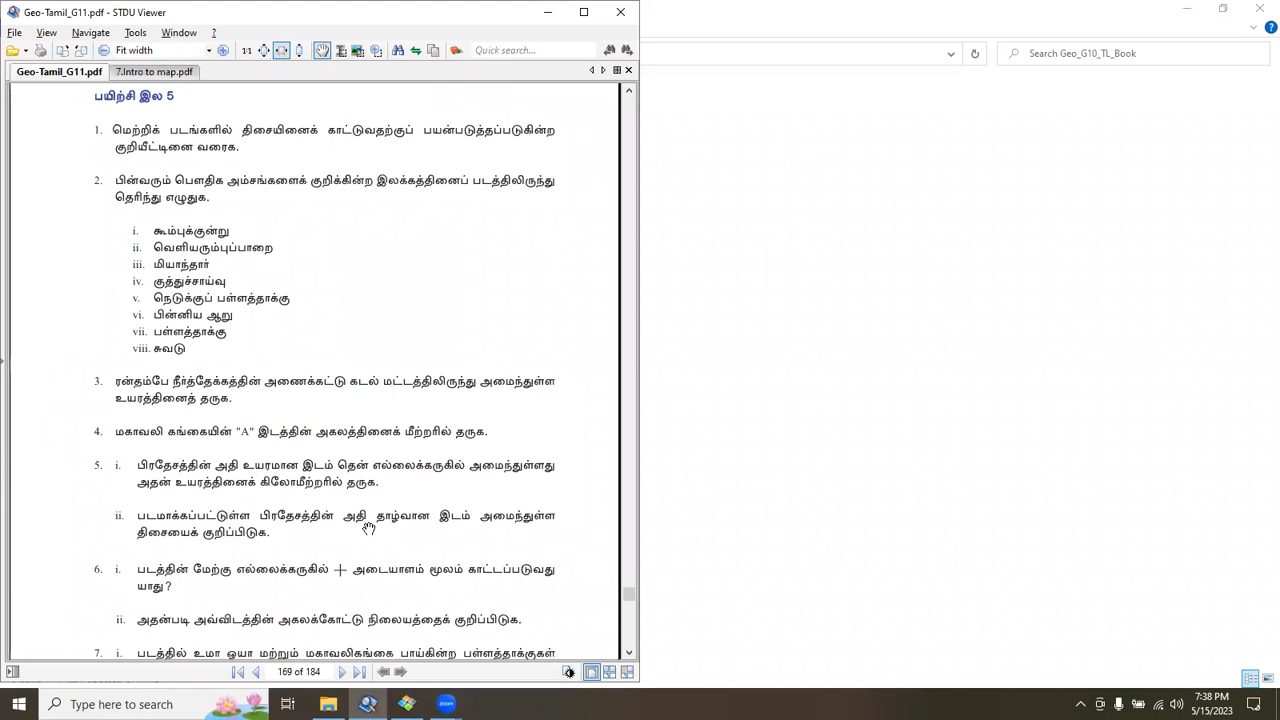 Geo-Tamil_G11.pdf - STDU Viewer
File View Navigate Tools Window ?
Fit width
1:1
Quick search...
Search Geo_G10_TL_Book
Geo-Tamil_G11.pdf 7.Intro to map.pdf
பயிற்சி இல 5
1. மெற்றிக் படங்களில் திசையினைக் காட்டுவதற்குப் பயன்படுத்தப்படுகின்ற
குறியீட்டினை வரைக.
2. பின்வரும் பௌதிக அம்சங்களைக் குறிக்கின்ற இலக்கத்தினைப் படத்திலிருந்து
தெரிந்து எழுதுக.
i. கூம்புக்குன்று
ii. வெளியரும்புப்பாறை
iii. மியாந்தர்
iv. குத்துச்சாய்வு
v. நெடுக்குப் பள்ளத்தாக்கு
vi. பின்னிய ஆறு
vii. பள்ளத்தாக்கு
viii. சுவடு
3. ரன்தம்பே நீர்த்தேக்கத்தின் அணைக்கட்டு கடல் மட்டத்திலிருந்து அமைந்துள்ள
உயரத்தினைத் தருக.
4. மகாவலி கங்கையின் "A" இடத்தின் அகலத்தினைக் மீற்றரில் தருக.
5. i. பிரதேசத்தின் அதி உயரமான இடம் தென் எல்லைக்கருகில் அமைந்துள்ளது
அதன் உயரத்தினைக் கிலோமீற்றரில் தருக.
ii. படமாக்கப்பட்டுள்ள பிரதேசத்தின் அதி தாழ்வான இடம் அமைந்துள்ள
திசையைக் குறிப்பிடுக.
6. i. படத்தின் மேற்கு எல்லைக்கருகில் + அடையாளம் மூலம் காட்டப்படுவது
யாது?
ii. அதன்படி அவ்விடத்தின் அகலக்கோட்டு நிலையத்தைக் குறிப்பிடுக.
7. i. படத்தில் உமா ஓயா மற்றும் மகாவலிகங்கை பாய்கின்ற பள்ளத்தாக்குகள்
169 of 184
Type here to search
7:38 PM
5/15/2023